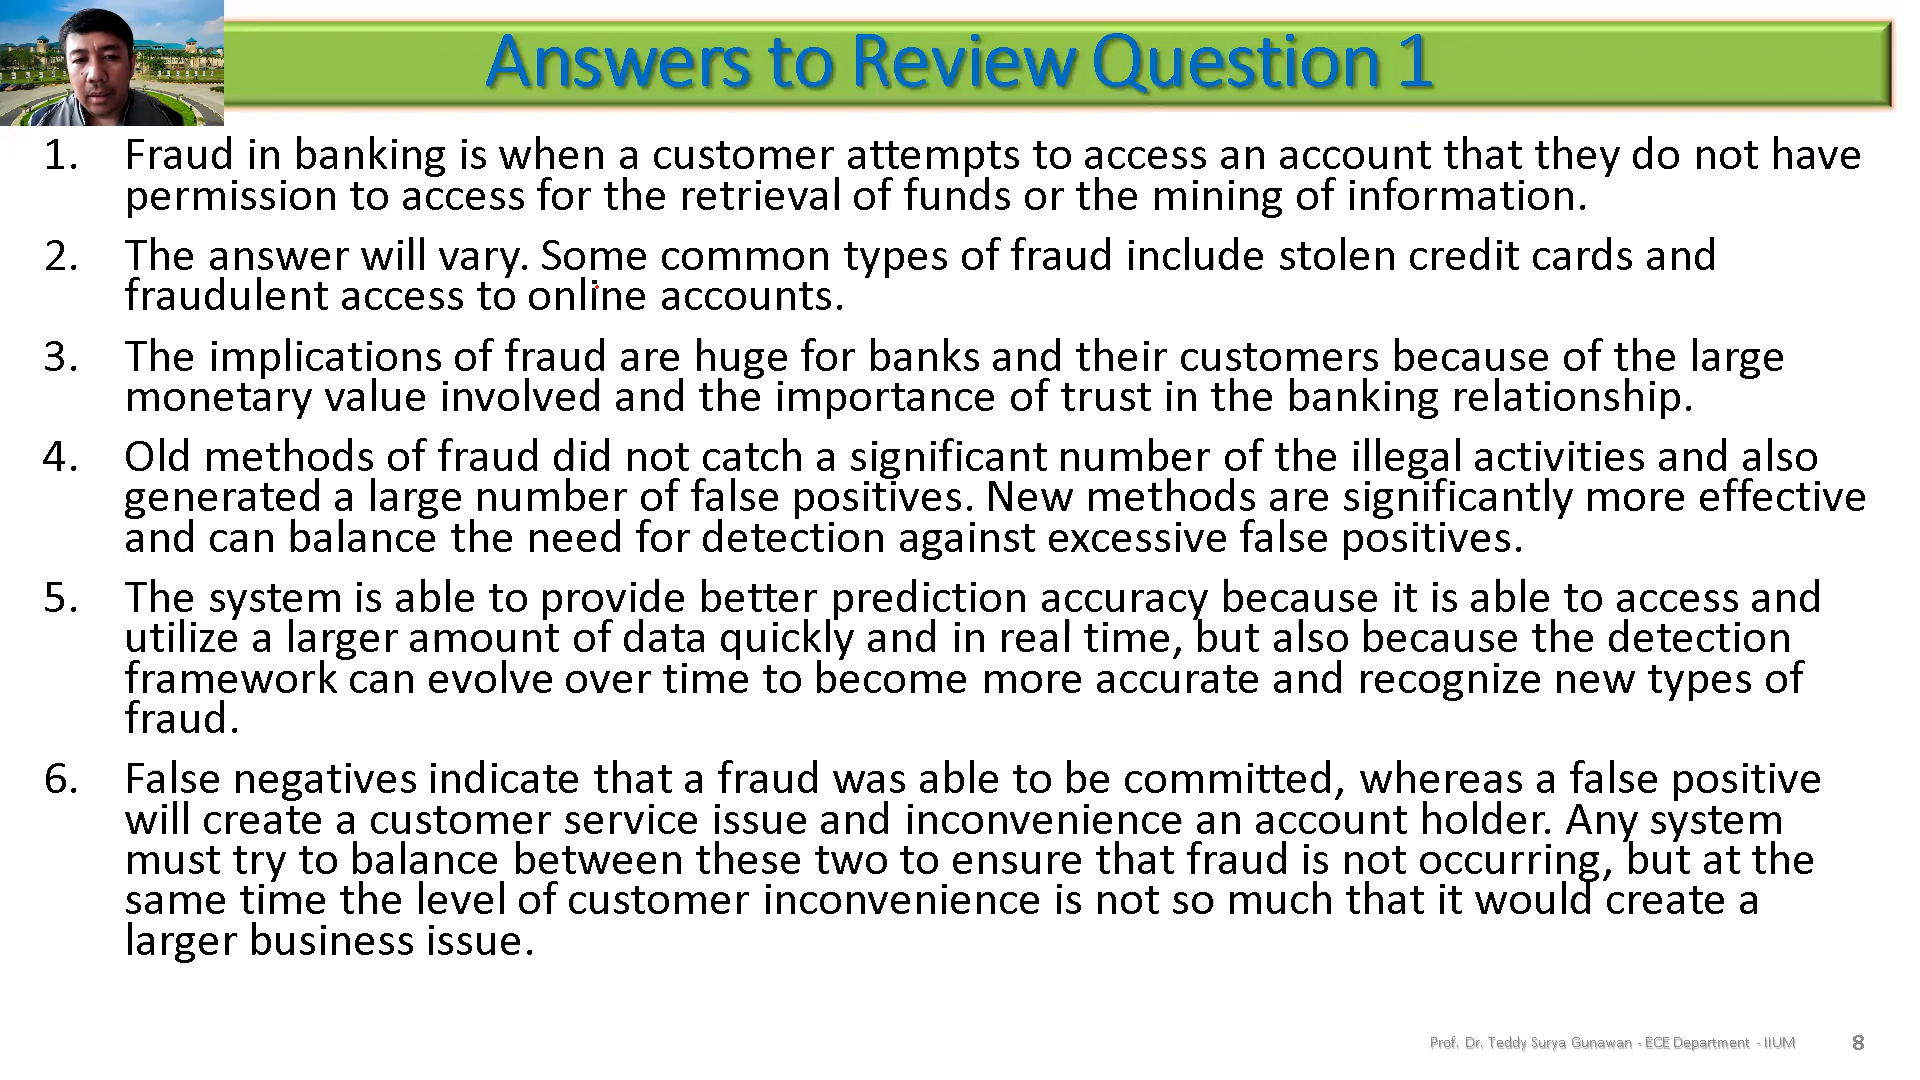 Answers to Review Question 1
1. Fraud in banking is when a customer attempts to access an account that they do not have
permission to access for the retrieval of funds or the mining of information.
2. The answer will vary. Some common types of fraud include stolen credit cards and
fraudulent access to online accounts.
3. The implications of fraud are huge for banks and their customers because of the large
monetary value involved and the importance of trust in the banking relationship.
4. Old methods of fraud did not catch a significant number of the illegal activities and also
generated a large number of false positives. New methods are significantly more effective
and can balance the need for detection against excessive false positives.
5. The system is able to provide better prediction accuracy because it is able to access and
utilize a larger amount of data quickly and in real time, but also because the detection
framework can evolve over time to become more accurate and recognize new types of
fraud.
6. False negatives indicate that a fraud was able to be committed, whereas a false positive
will create a customer service issue and inconvenience an account holder. Any system
must try to balance between these two to ensure that fraud is not occurring, but at the
same time the level of customer inconvenience is not so much that it would create a
larger business issue.
Prof. Dr. Teddy Surya Gunawan - ECE Department - IIUM 8